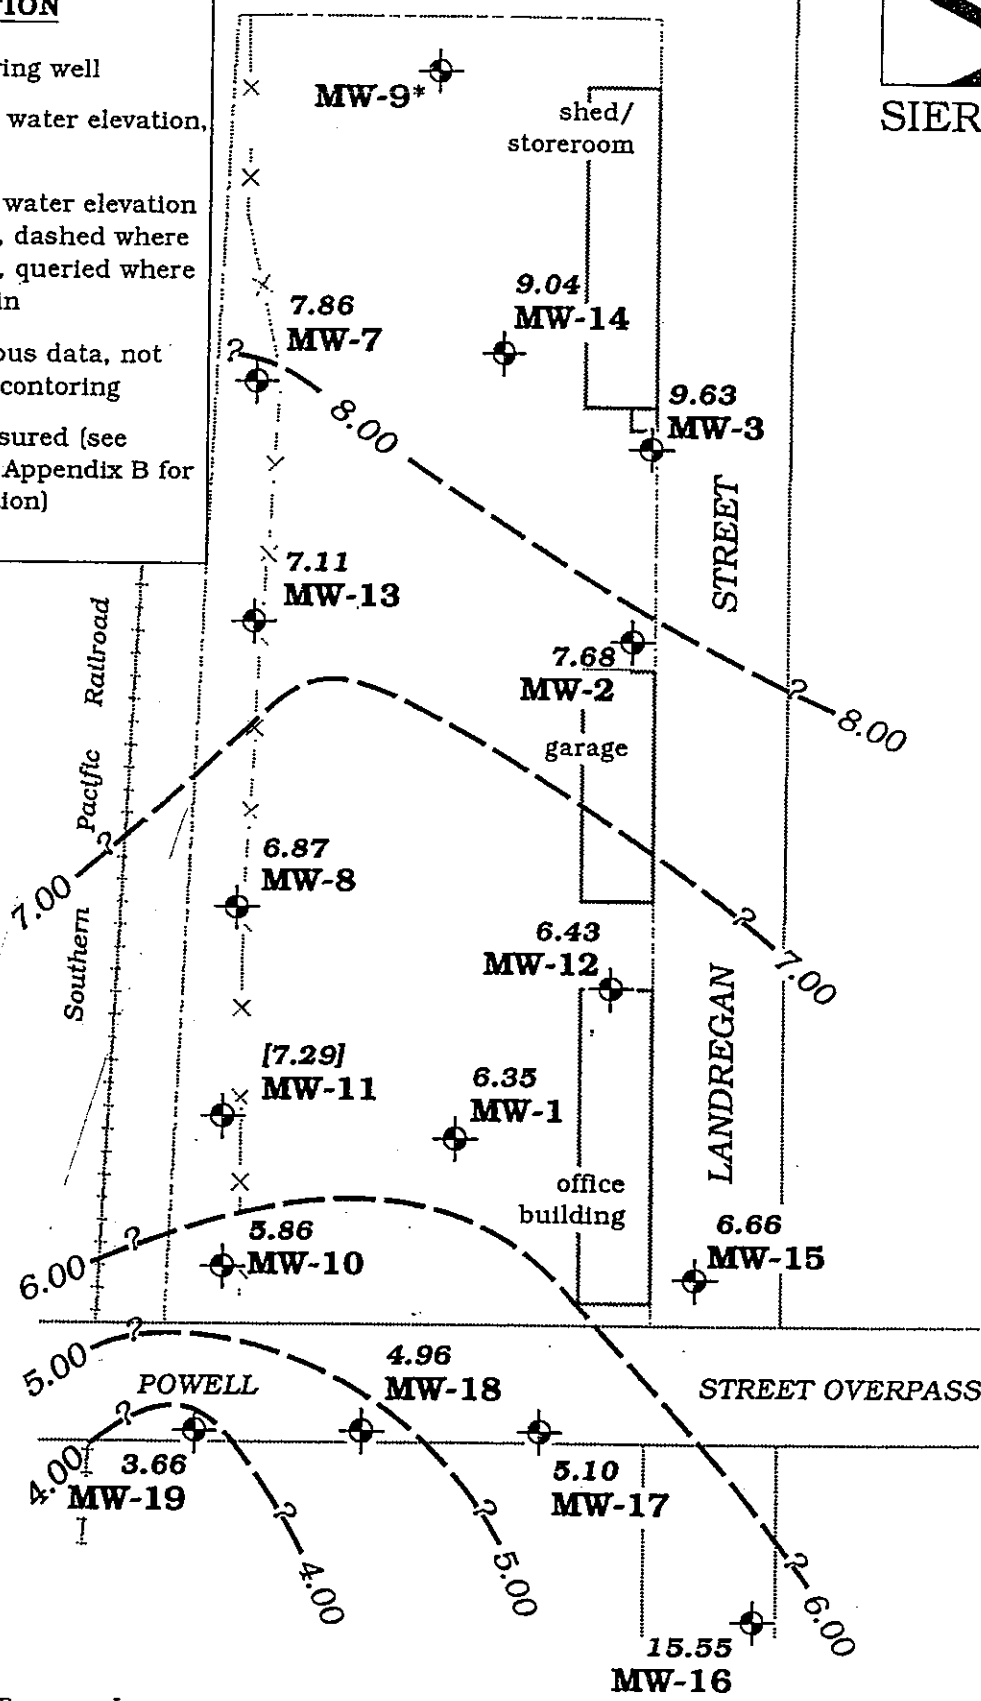 TION
ring well
water elevation,
water elevation
, dashed where
, queried where
in
ous data, not
contoring
sured (see
Appendix B for
tion)
SIER
MW-9*
shed/
storeroom
9.04
MW-14
7.86
MW-7
?
8.00
9.63
MW-3
STREET
7.11
MW-13
7.68
MW-2
?
8.00
garage
Southern Pacific Railroad
?
7.00
6.87
MW-8
?
7.00
6.43
MW-12
[7.29]
MW-11
6.35
MW-1
LANDREGAN
office
building
6.66
MW-15
?
6.00
5.86
MW-10
?
5.00
4.96
MW-18
POWELL
STREET OVERPASS
?
4.00
3.66
MW-19
5.10
MW-17
?
4.00
?
5.00
?
6.00
15.55
MW-16